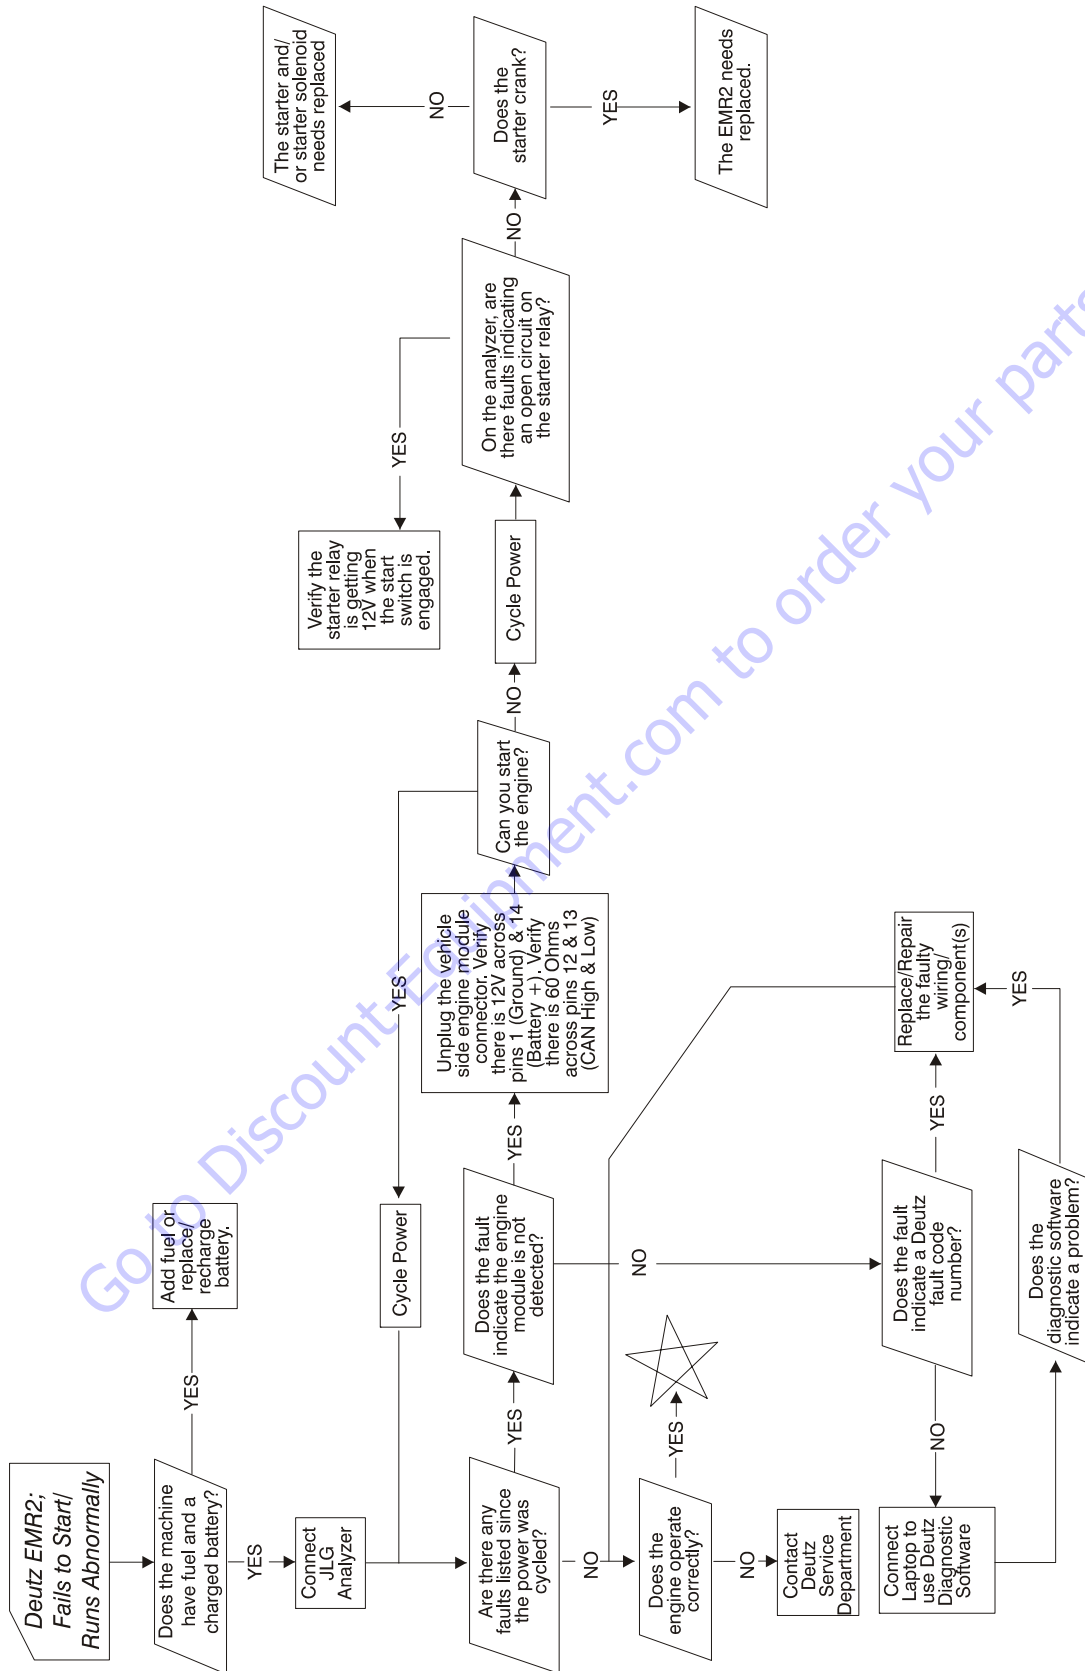 Deutz EMR2;
Fails to Start/
Runs Abnormally
Does the machine
have fuel and a
charged battery?
YES
Add fuel or
replace/
recharge
battery.
YES
Connect
JLG
Analyzer
Cycle Power
YES
Are there any
faults listed since
the power was
cycled?
YES
Does the fault
indicate the engine
module is not
detected?
YES
Unplug the vehicle
side engine module
connector. Verify
there is 12V across
pins 1 (Ground) & 14
(Battery +). Verify
there is 60 Ohms
across pins 12 & 13
(CAN High & Low)
Can you start
the engine?
NO
Cycle Power
On the analyzer, are
there faults indicating
an open circuit on
the starter relay?
YES
Verify the
starter relay
is getting
12V when
the start
switch is
engaged.
NO
Does the
starter crank?
NO
The starter and/
or starter solenoid
needs replaced
YES
The EMR2 needs
replaced.
NO
Does the
engine operate
correctly?
YES
NO
Contact
Deutz
Service
Department
NO
Does the fault
indicate a Deutz
fault code
number?
YES
Replace/Repair
the faulty
wiring/
component(s)
NO
Connect
Laptop to
use Deutz
Diagnostic
Software
Does the
diagnostic software
indicate a problem?
YES
Go to Discount-Equipment.com to order your parts